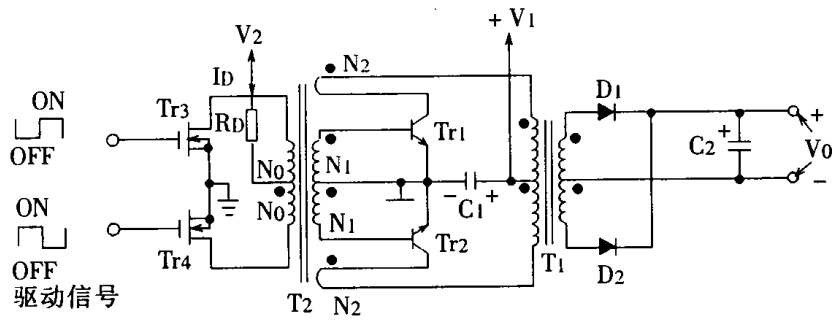 + V1
V2
ID
N2
ON
Tr3
RD
Tr1
D1
OFF
N0
N1
C2
+
+
V0
−
ON
N0
N1
− C1 +
Tr2
OFF
Tr4
T2
N2
T1
D2
驱动信号